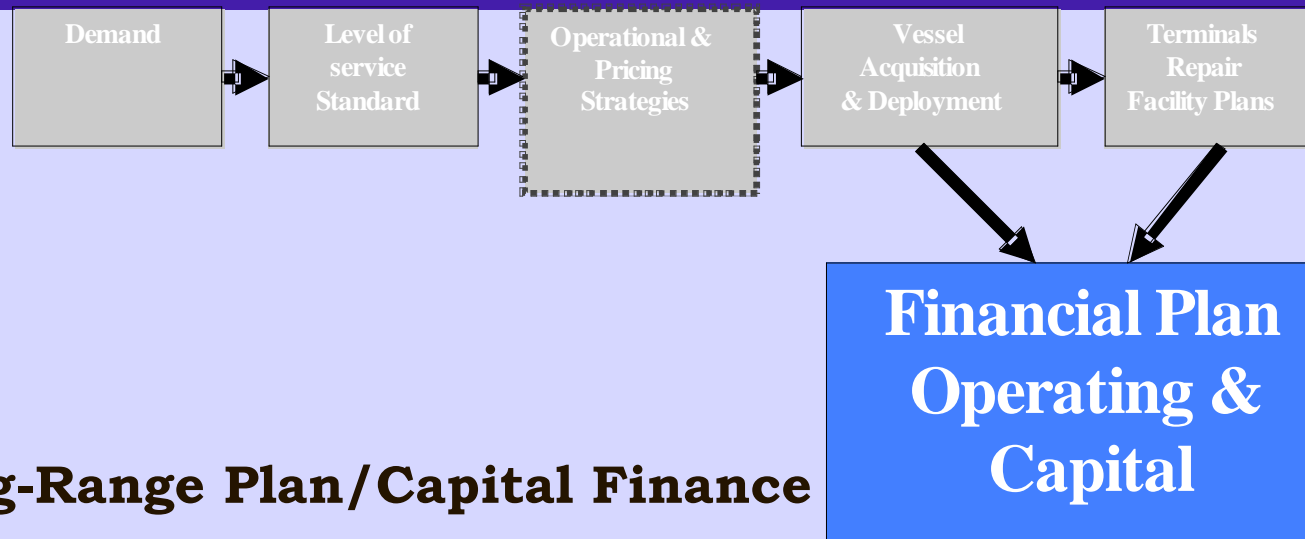 Demand
Level of
service
Standard
Operational &
Pricing
Strategies
Vessel
Acquisition
& Deployment
Terminals
Repair
Facility Plans
Financial Plan
Operating &
Capital
g-Range Plan/Capital Finance